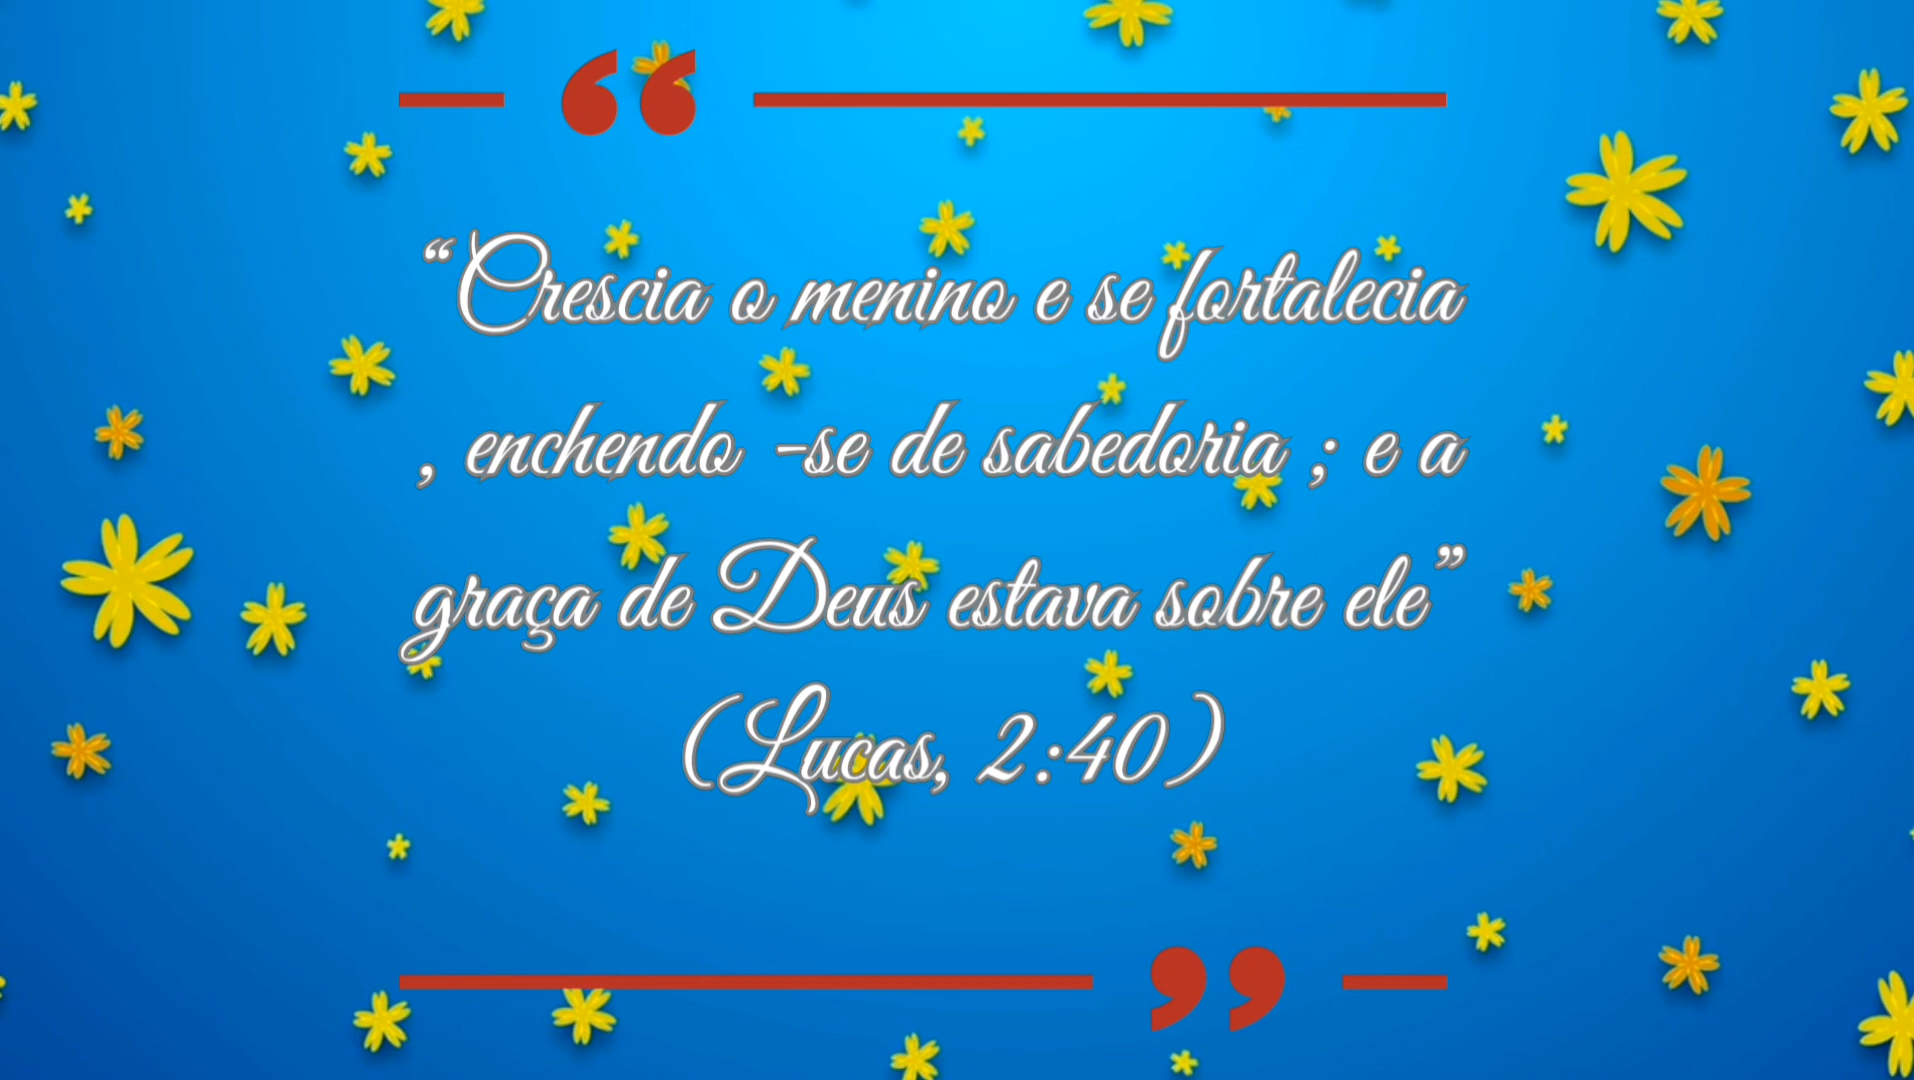 “Crescia o menino e se fortalecia
, enchendo -se de sabedoria ; e a
graça de Deus estava sobre ele”
(Lucas, 2:40)